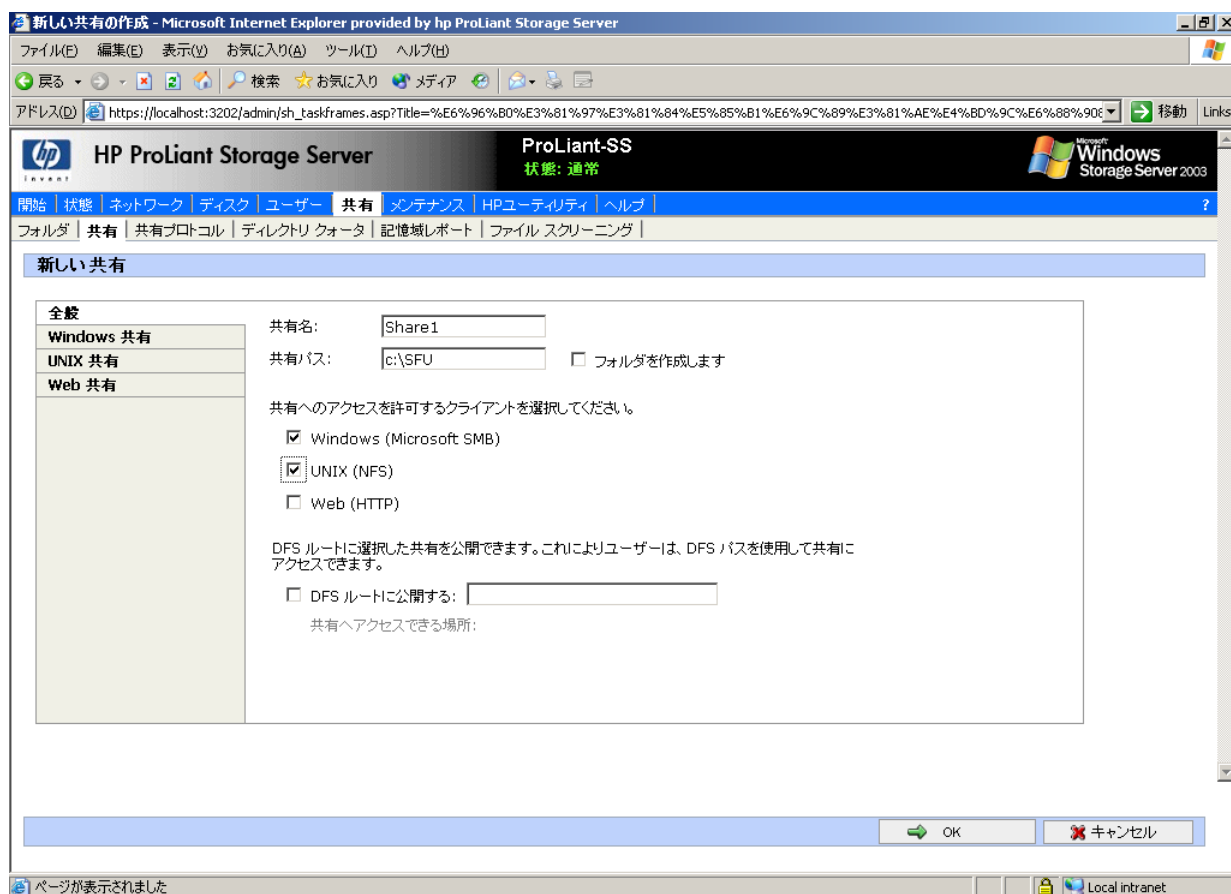 新しい共有の作成 - Microsoft Internet Explorer provided by hp ProLiant Storage Server
ファイル(F) 編集(E) 表示(V) お気に入り(A) ツール(T) ヘルプ(H)
戻る 検索 お気に入り メディア
アドレス(D) https://localhost:3202/admin/sh_taskframes.asp?Title=%E6%96%B0%E3%81%97%E3%81%84%E5%85%B1%E6%9C%89%E3%81%AE%E4%BD%9C%E6%88%908 移動 Links
hp invent HP ProLiant Storage Server ProLiant-SS Microsoft Windows Storage Server 2003
状態: 通常
開始 | 状態 | ネットワーク | ディスク | ユーザー | 共有 | メンテナンス | HPユーティリティ | ヘルプ | ?
フォルダ | 共有 | 共有プロトコル | ディレクトリ クォータ | 記憶域レポート | ファイル スクリーニング |
新しい共有
全般
Windows 共有
UNIX 共有
Web 共有
共有名: Share1
共有パス: c:\SFU フォルダを作成します
共有へのアクセスを許可するクライアントを選択してください。
Windows (Microsoft SMB)
UNIX (NFS)
Web (HTTP)
DFS ルートに選択した共有を公開できます。これによりユーザーは、DFS パスを使用して共有に
アクセスできます。
DFS ルートに公開する:
共有へアクセスできる場所:
OK キャンセル
ページが表示されました Local intranet